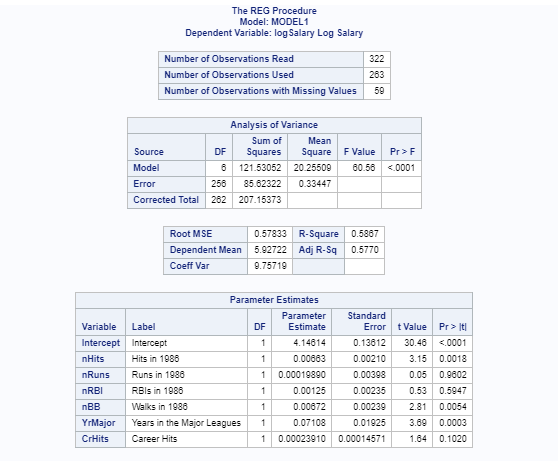 The REG Procedure
Model: MODEL1
Dependent Variable: logSalary Log Salary
Number of Observations Read 322
Number of Observations Used 263
Number of Observations with Missing Values 59
Analysis of Variance
Source DF Sum of Squares Mean Square F Value Pr > F
Model 6 121.53052 20.25509 60.56 <.0001
Error 256 85.62322 0.33447
Corrected Total 262 207.15373
Root MSE 0.57833 R-Square 0.5867
Dependent Mean 5.92722 Adj R-Sq 0.5770
Coeff Var 9.75719
Parameter Estimates
Variable Label DF Parameter Estimate Standard Error t Value Pr > |t|
Intercept Intercept 1 4.14614 0.13612 30.46 <.0001
nHits Hits in 1986 1 0.00663 0.00210 3.15 0.0018
nRuns Runs in 1986 1 0.00019890 0.00398 0.05 0.9602
nRBI RBIs in 1986 1 0.00125 0.00235 0.53 0.5947
nBB Walks in 1986 1 0.00672 0.00239 2.81 0.0054
YrMajor Years in the Major Leagues 1 0.07108 0.01925 3.69 0.0003
CrHits Career Hits 1 0.00023910 0.00014571 1.64 0.1020